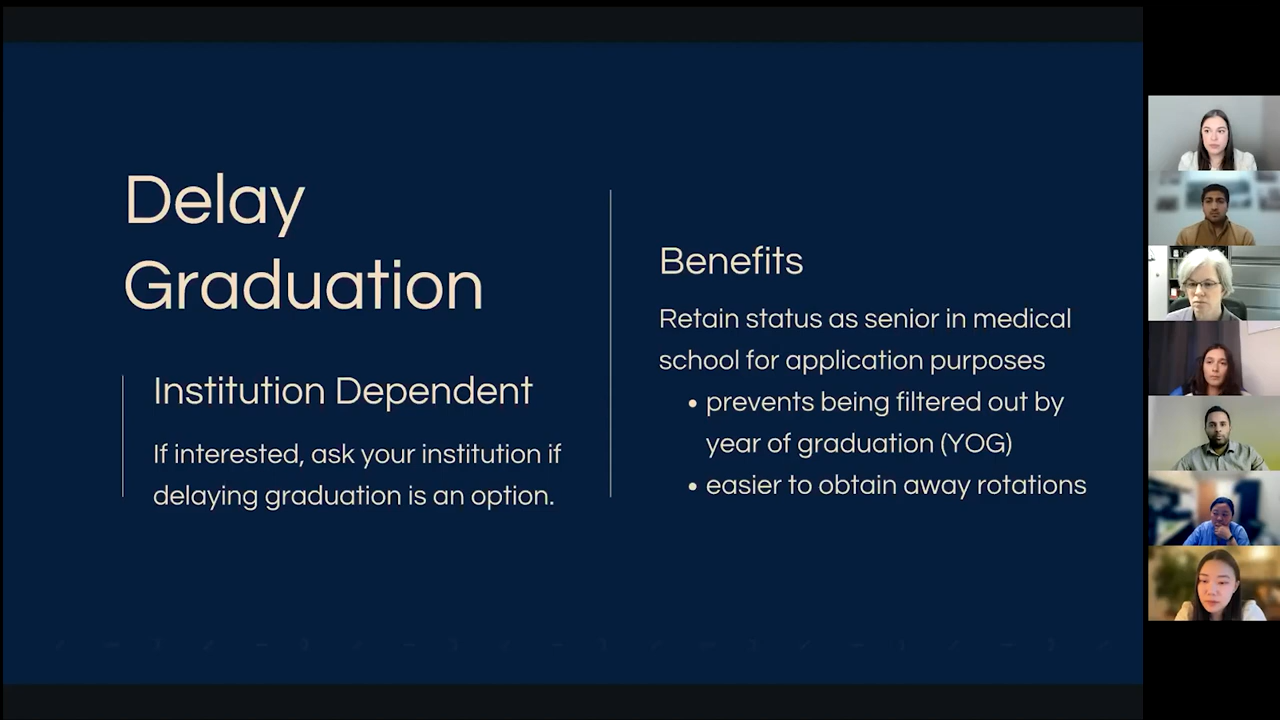 Delay
Graduation
Institution Dependent
If interested, ask your institution if
delaying graduation is an option.
Benefits
Retain status as senior in medical
school for application purposes
• prevents being filtered out by
year of graduation (YOG)
• easier to obtain away rotations